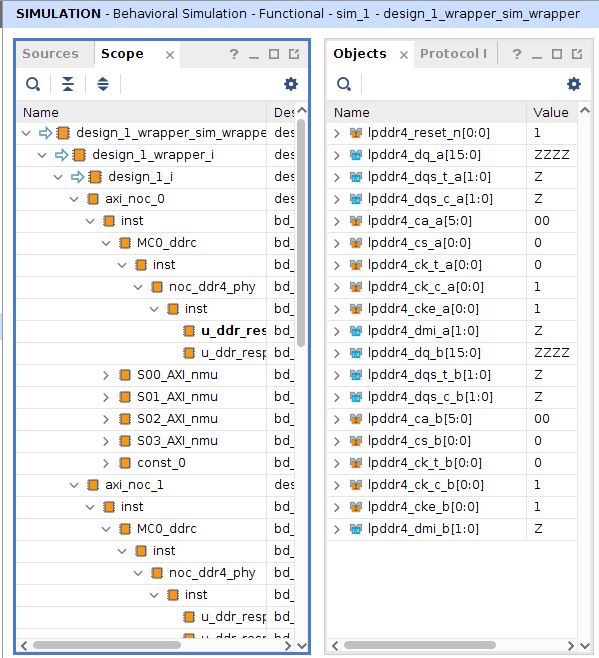 SIMULATION - Behavioral Simulation - Functional - sim_1 - design_1_wrapper_sim_wrapper
Sources Scope × ? _
Name Des
design_1_wrapper_sim_wrappe des
design_1_wrapper_i des
design_1_i des
axi_noc_0 des
inst bd_
MC0_ddrc bd_
inst bd_
noc_ddr4_phy bd_
inst bd_
u_ddr_res bd_
u_ddr_resp bd_
S00_AXI_nmu bd_
S01_AXI_nmu bd_
S02_AXI_nmu bd_
S03_AXI_nmu bd_
const_0 bd_
axi_noc_1 des
inst bd_
MC0_ddrc bd_
inst bd_
noc_ddr4_phy bd_
inst bd_
u_ddr_resp bd_
Objects × Protocol I ? _
Name Value
lpddr4_reset_n[0:0] 1
lpddr4_dq_a[15:0] ZZZZ
lpddr4_dqs_t_a[1:0] Z
lpddr4_dqs_c_a[1:0] Z
lpddr4_ca_a[5:0] 00
lpddr4_cs_a[0:0] 0
lpddr4_ck_t_a[0:0] 0
lpddr4_ck_c_a[0:0] 1
lpddr4_cke_a[0:0] 1
lpddr4_dmi_a[1:0] Z
lpddr4_dq_b[15:0] ZZZZ
lpddr4_dqs_t_b[1:0] Z
lpddr4_dqs_c_b[1:0] Z
lpddr4_ca_b[5:0] 00
lpddr4_cs_b[0:0] 0
lpddr4_ck_t_b[0:0] 0
lpddr4_ck_c_b[0:0] 1
lpddr4_cke_b[0:0] 1
lpddr4_dmi_b[1:0] Z